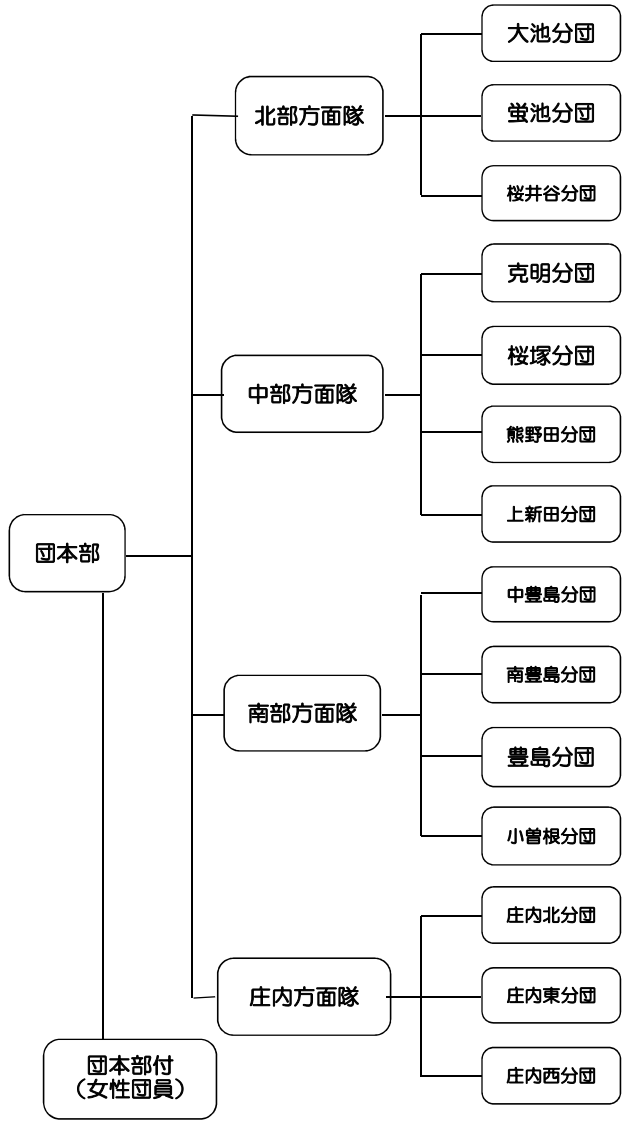 団本部
団本部付
（女性団員）
北部方面隊
大池分団
蛍池分団
桜井谷分団
中部方面隊
克明分団
桜塚分団
熊野田分団
上新田分団
南部方面隊
中豊島分団
南豊島分団
豊島分団
小曽根分団
庄内方面隊
庄内北分団
庄内東分団
庄内西分団